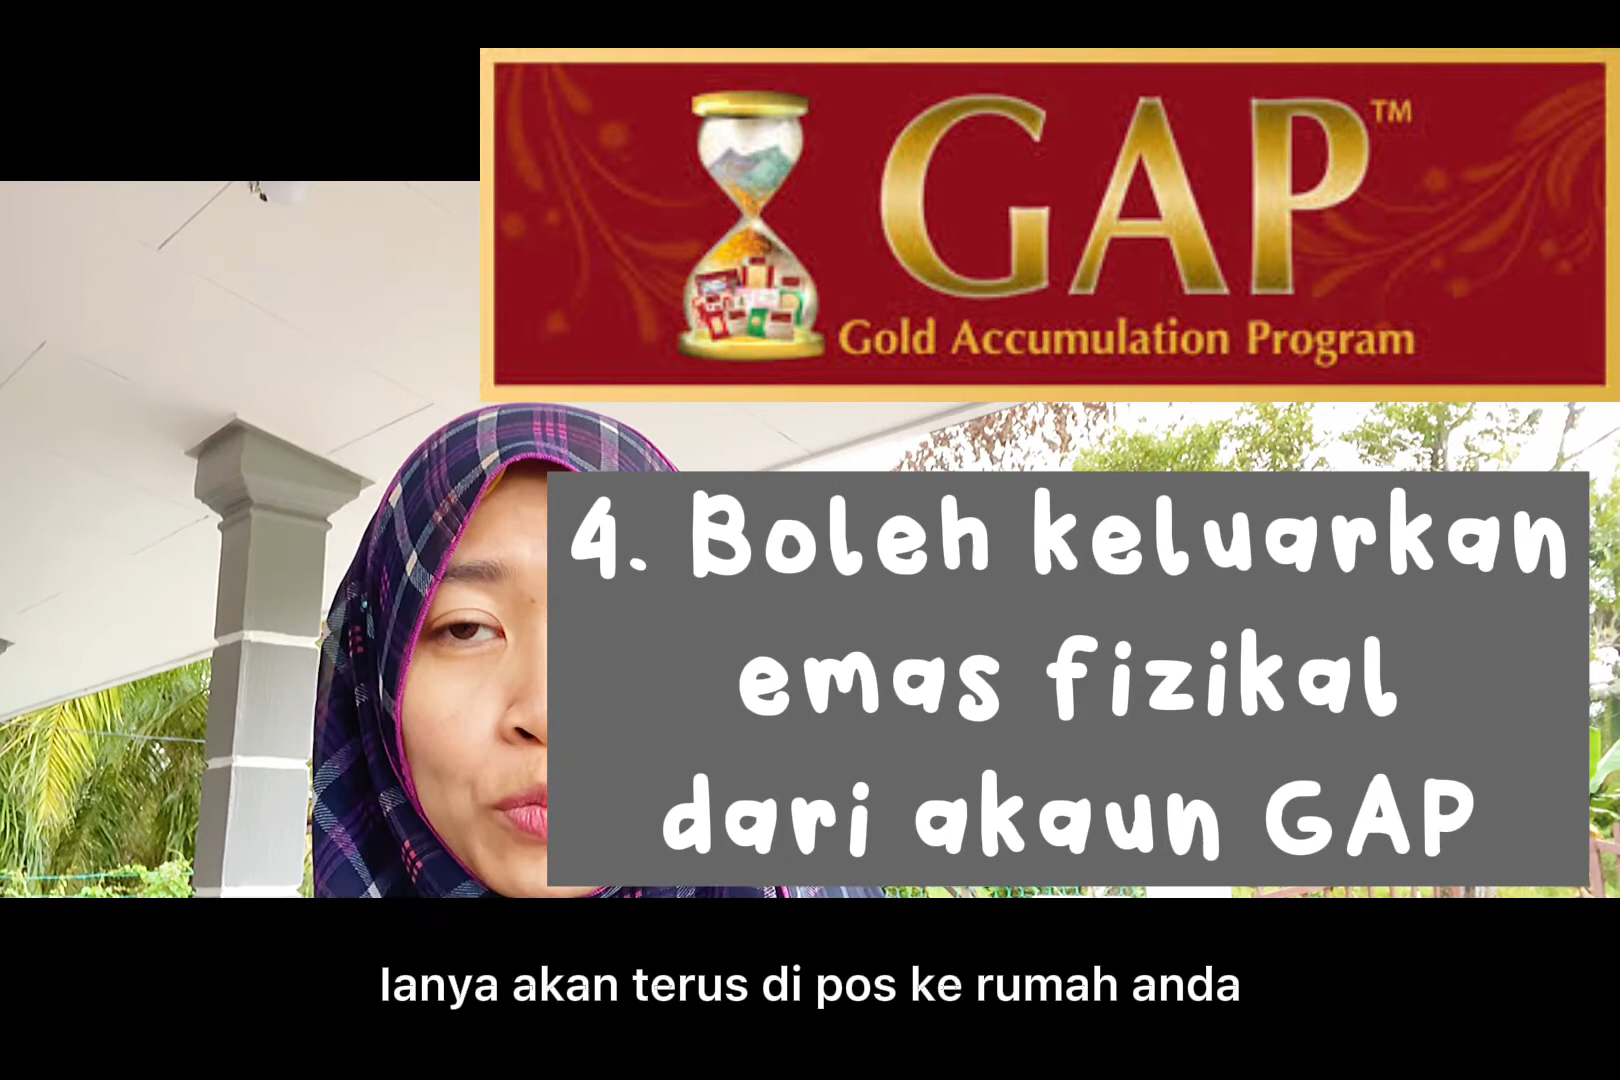 GAP™
Gold Accumulation Program
4. Boleh keluarkan
emas fizikal
dari akaun GAP
Ianya akan terus di pos ke rumah anda